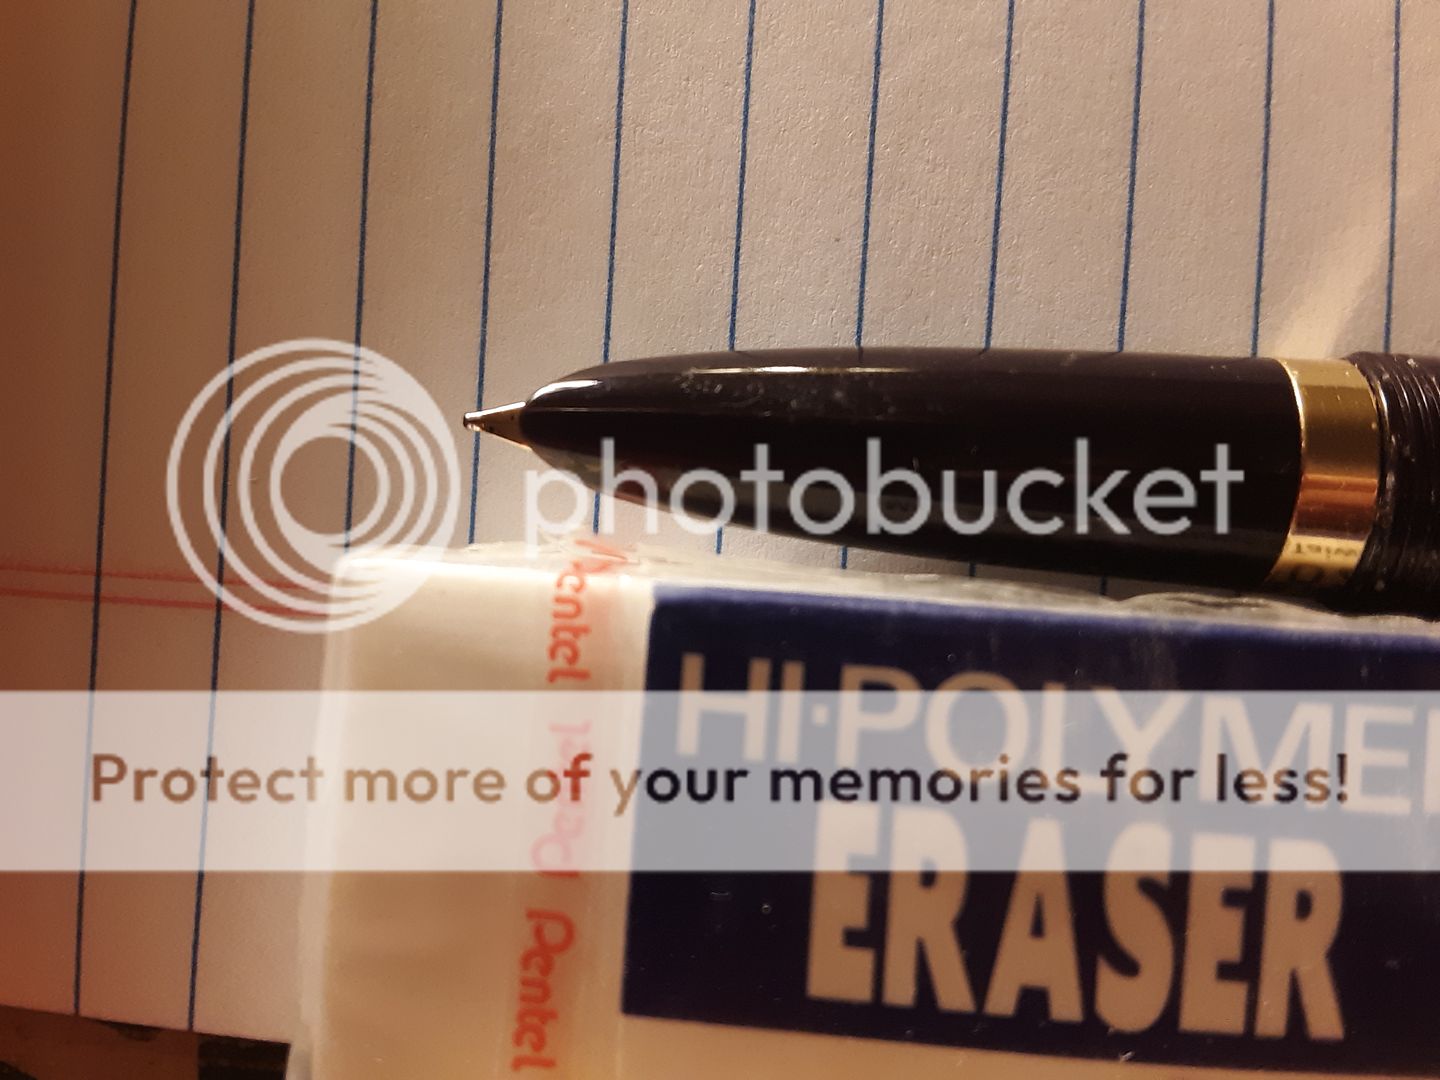 photobucket
Protect more of your memories for less!
HI·POLYME
ERASER
Pentel
Pentel